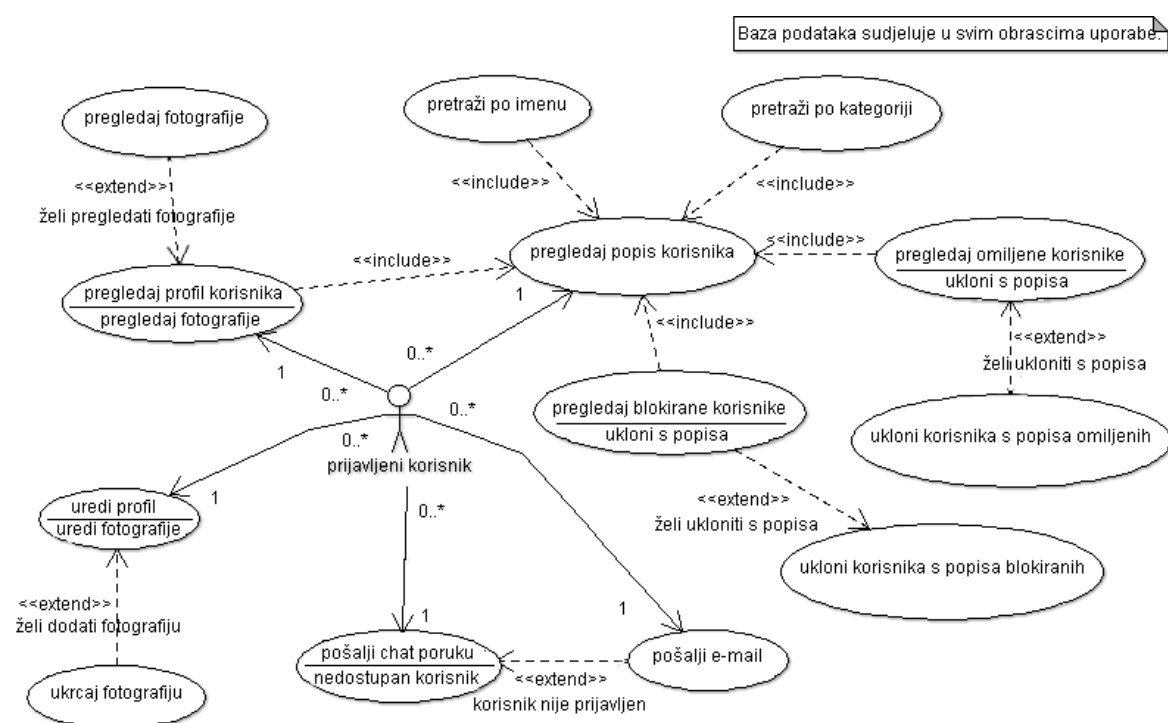 Baza podataka sudjeluje u svim obrascima uporabe.
pregledaj fotografije
pretraži po imenu
pretraži po kategoriji
<<extend>>
želi pregledati fotografije
<<include>>
<<include>>
pregledaj popis korisnika
<<include>>
pregledaj omiljene korisnike
ukloni s popisa
<<include>>
pregledaj profil korisnika
pregledaj fotografije
1
<<include>>
<<extend>>
želi ukloniti s popisa
0..*
1
0..*
0..*
0..*
prijavljeni korisnik
pregledaj blokirane korisnike
ukloni s popisa
ukloni korisnika s popisa omiljenih
1
uredi profil
uredi fotografije
0..*
<<extend>>
želi ukloniti s popisa
ukloni korisnika s popisa blokiranih
<<extend>>
želi dodati fotografiju
1
1
ukrcaj fotografiju
pošalji chat poruku
nedostupan korisnik
pošalji e-mail
<<extend>>
korisnik nije prijavljen